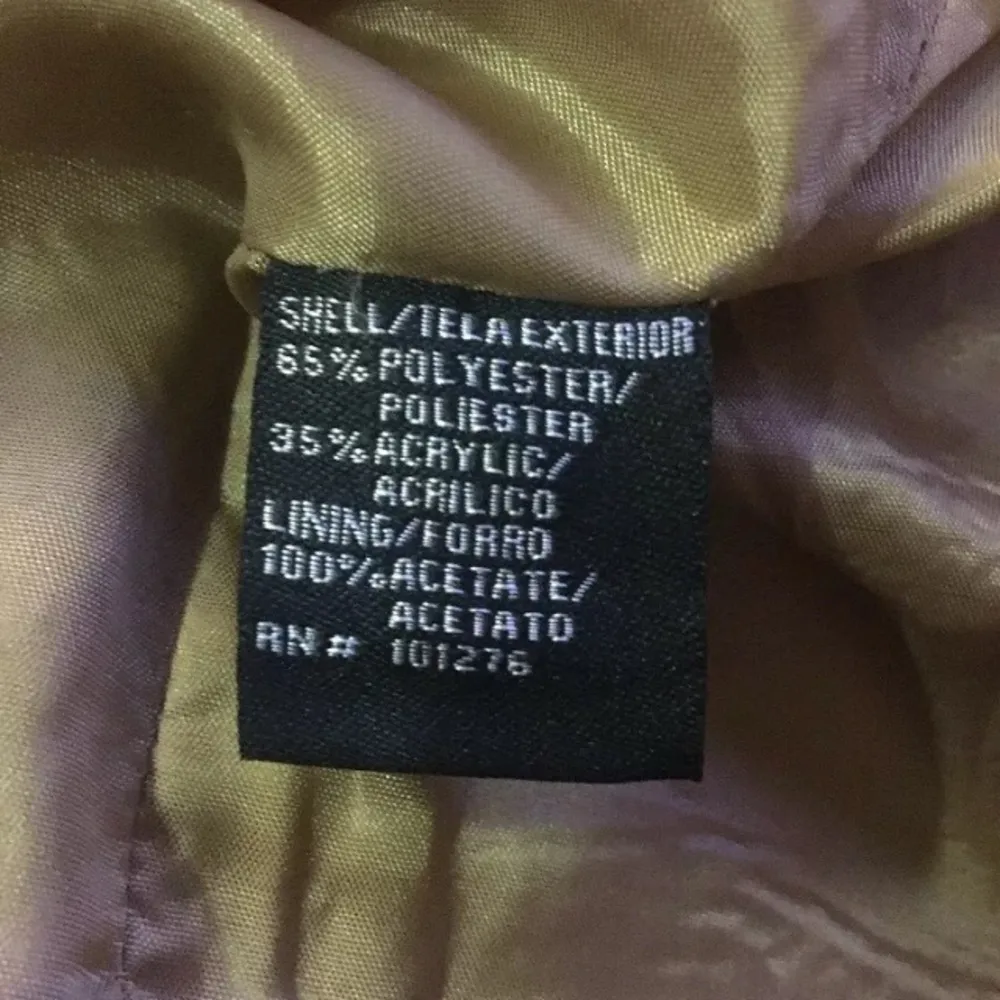 SHELL/TELA EXTERIOR
65% POLYESTER/
POLIESTER
35% ACRYLIC/
ACRILICO
LINING/FORRO
100% ACETATE/
ACETATO
RN# 101276